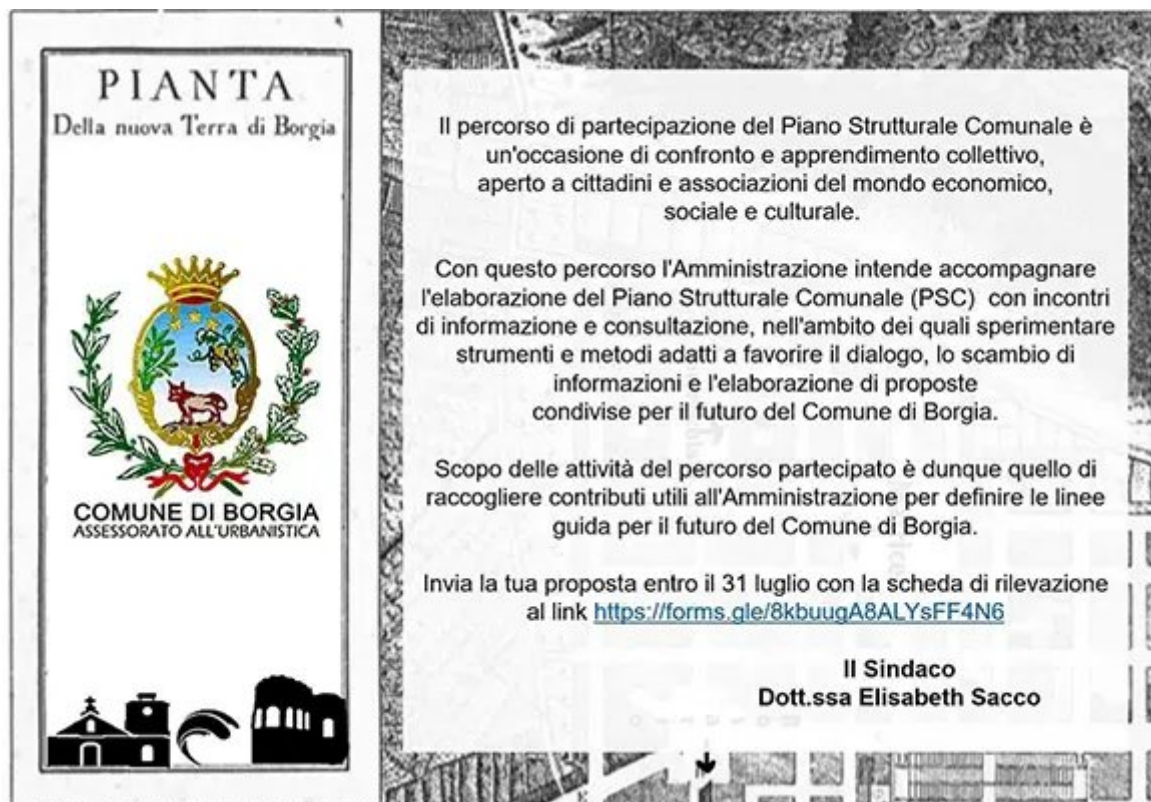 PIANTA
Della nuova Terra di Borgia
COMUNE DI BORGIA
ASSESSORATO ALL'URBANISTICA
Il percorso di partecipazione del Piano Strutturale Comunale è
un'occasione di confronto e apprendimento collettivo,
aperto a cittadini e associazioni del mondo economico,
sociale e culturale.
Con questo percorso l'Amministrazione intende accompagnare
l'elaborazione del Piano Strutturale Comunale (PSC) con incontri
di informazione e consultazione, nell'ambito dei quali sperimentare
strumenti e metodi adatti a favorire il dialogo, lo scambio di
informazioni e l'elaborazione di proposte
condivise per il futuro del Comune di Borgia.
Scopo delle attività del percorso partecipato è dunque quello di
raccogliere contributi utili all'Amministrazione per definire le linee
guida per il futuro del Comune di Borgia.
Invia la tua proposta entro il 31 luglio con la scheda di rilevazione
al link https://forms.gle/8kbuugA8ALYsFF4N6
Il Sindaco
Dott.ssa Elisabeth Sacco